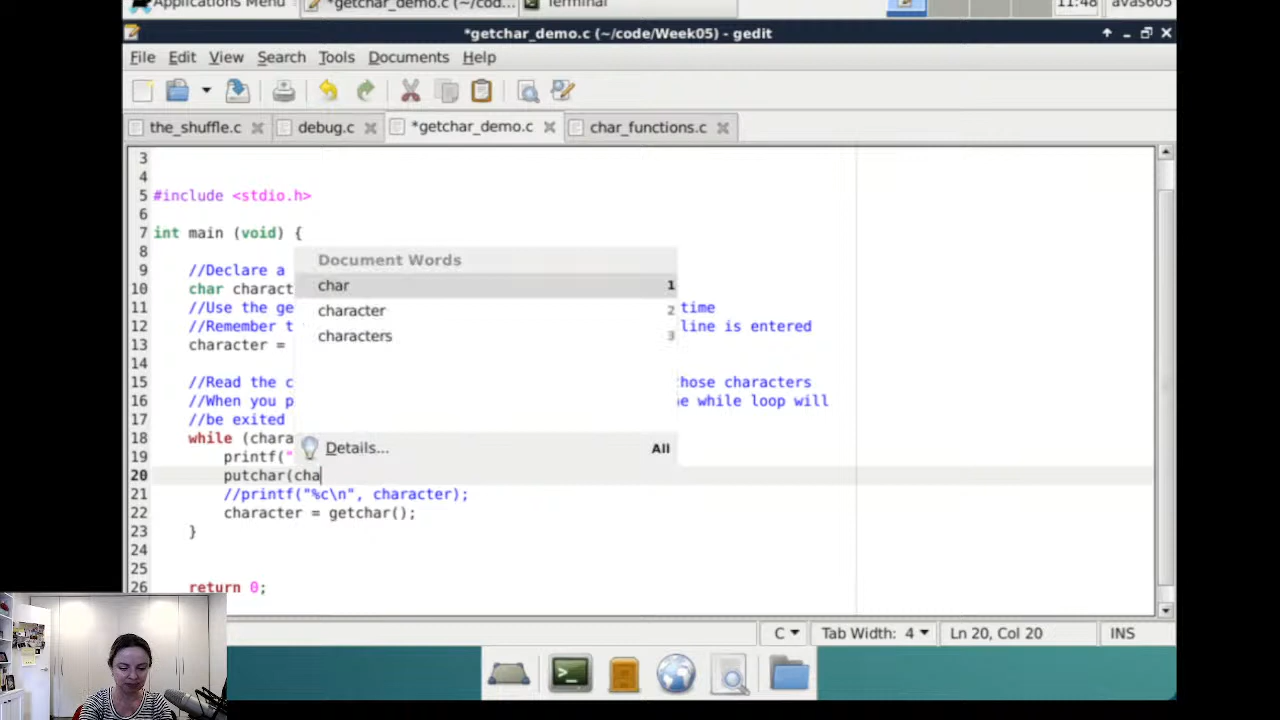 Applications Menu *getchar_demo.c (~/cod... Terminal 11:48 avas605
*getchar_demo.c (~/code/Week05) - gedit
File Edit View Search Tools Documents Help
the_shuffle.c debug.c *getchar_demo.c char_functions.c
3
4
5 #include <stdio.h>
6
7 int main (void) {
8
Document Words
9 //Declare a
char 1
10 char charact
11 //Use the ge time
character 2
12 //Remember t line is entered
characters 3
13 character =
14
15 //Read the c those characters
16 //When you p e while loop will
17 //be exited
18 while (chara
Details... All
19 printf("
20 putchar(cha
21 //printf("%c\n", character);
22 character = getchar();
23 }
24
25
26 return 0;
C Tab Width: 4 Ln 20, Col 20 INS